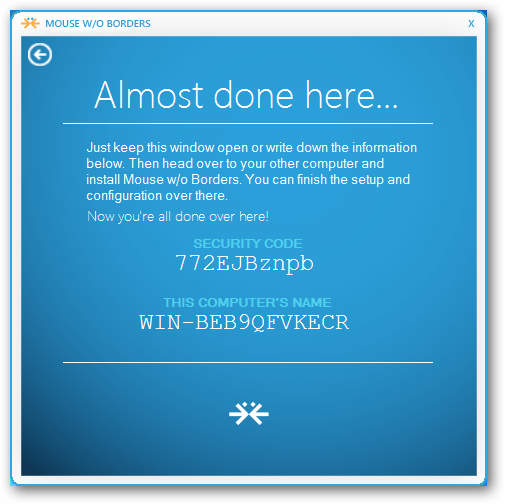 MOUSE W/O BORDERS
X
Almost done here...
Just keep this window open or write down the information
below. Then head over to your other computer and
install Mouse w/o Borders. You can finish the setup and
configuration over there.
Now you're all done over here!
SECURITY CODE
772EJBznpb
THIS COMPUTER'S NAME
WIN-BEB9QFVKECR